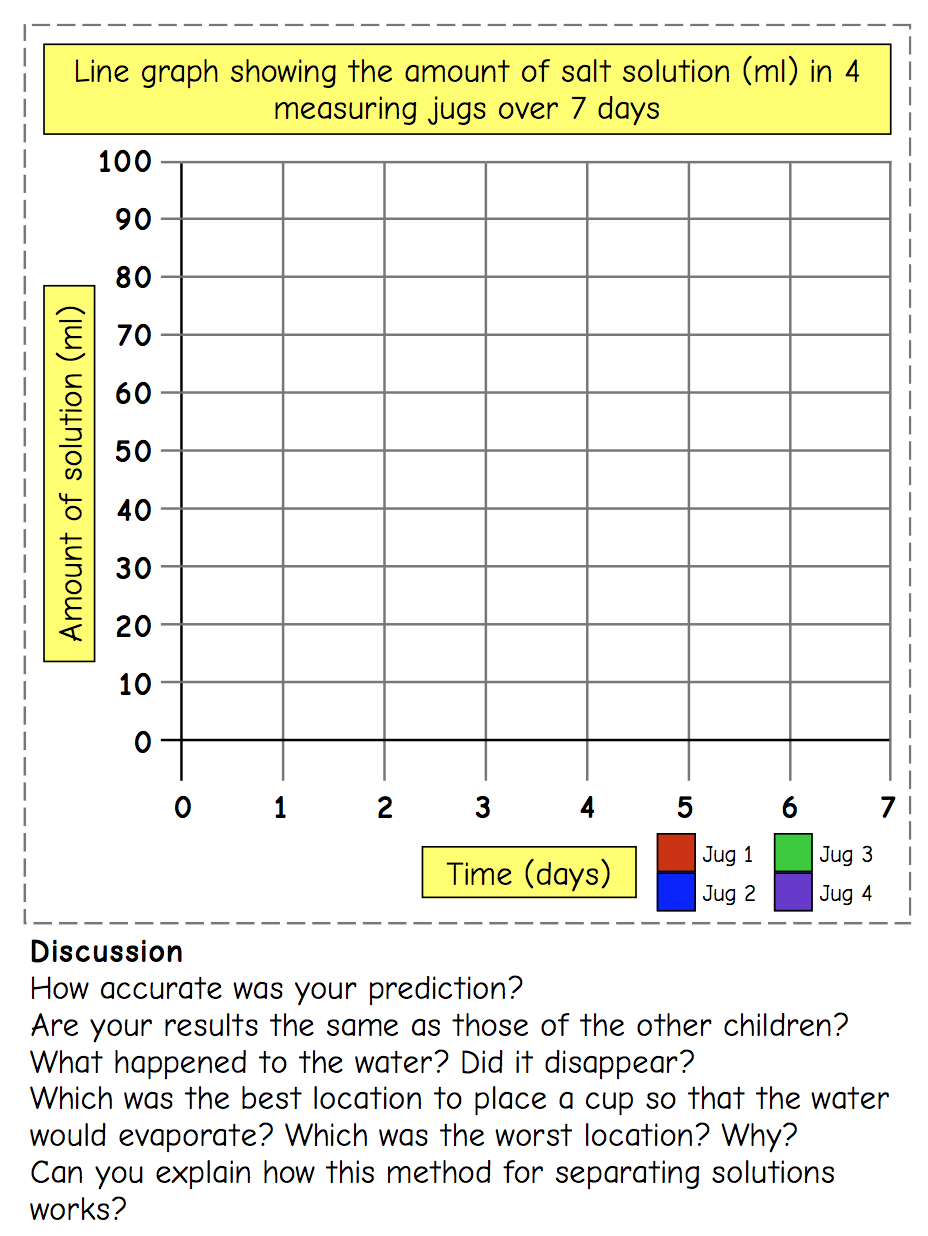 Line graph showing the amount of salt solution (ml) in 4
measuring jugs over 7 days
100
90
80
70
60
50
40
30
20
10
0
Amount of solution (ml)
0 1 2 3 4 5 6 7
Time (days)
Jug 1 Jug 3
Jug 2 Jug 4
Discussion
How accurate was your prediction?
Are your results the same as those of the other children?
What happened to the water? Did it disappear?
Which was the best location to place a cup so that the water
would evaporate? Which was the worst location? Why?
Can you explain how this method for separating solutions
works?